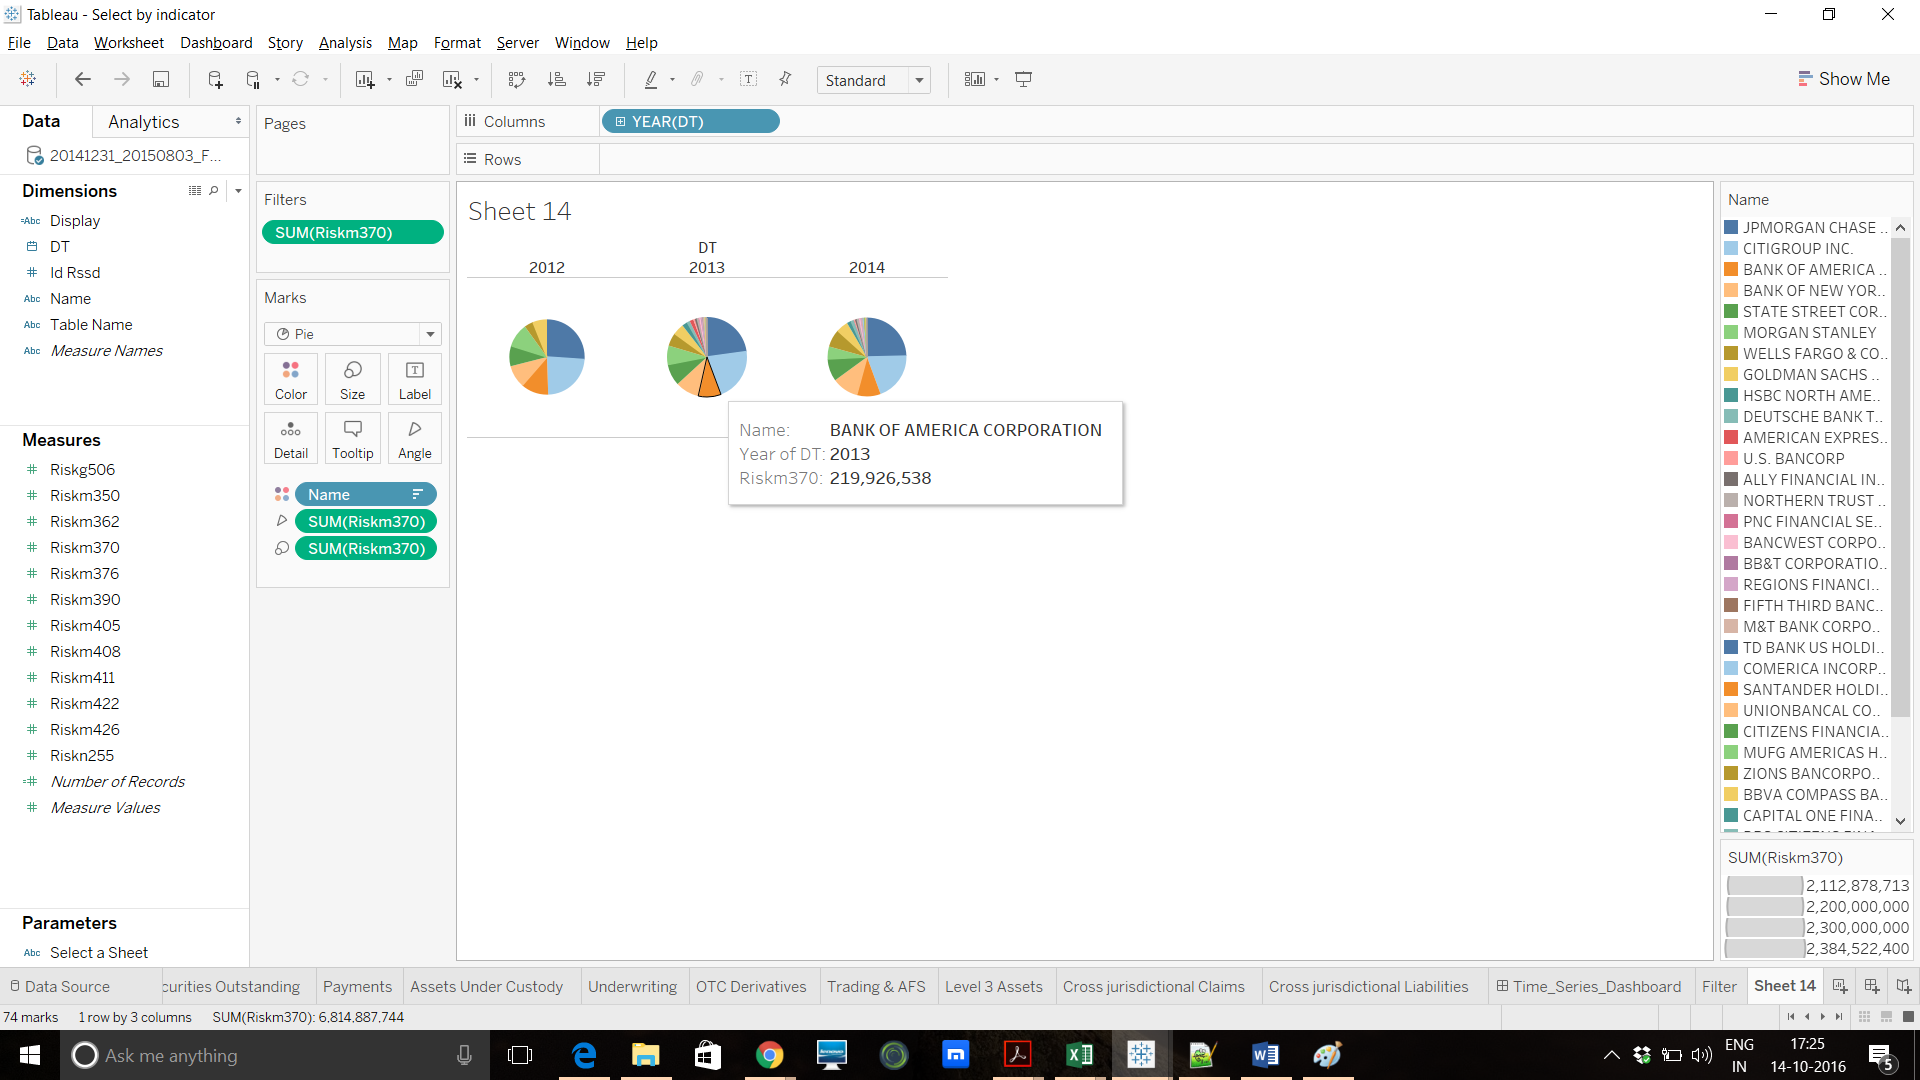 Tableau - Select by indicator
File Data Worksheet Dashboard Story Analysis Map Format Server Window Help
Standard
Show Me
Data Analytics
20141231_20150803_F...
Dimensions
=Abc Display
DT
# Id Rssd
Abc Name
Abc Table Name
Abc Measure Names
Measures
# Riskg506
# Riskm350
# Riskm362
# Riskm370
# Riskm376
# Riskm390
# Riskm405
# Riskm408
# Riskm411
# Riskm422
# Riskm426
# Riskn255
=# Number of Records
# Measure Values
Parameters
Abc Select a Sheet
Pages
Filters
SUM(Riskm370)
Marks
Pie
Color Size Label
Detail Tooltip Angle
Name
SUM(Riskm370)
SUM(Riskm370)
Columns YEAR(DT)
Rows
Sheet 14
DT
2012 2013 2014
Name: BANK OF AMERICA CORPORATION
Year of DT: 2013
Riskm370: 219,926,538
Name
JPMORGAN CHASE ..
CITIGROUP INC.
BANK OF AMERICA ..
BANK OF NEW YOR..
STATE STREET COR..
MORGAN STANLEY
WELLS FARGO & CO..
GOLDMAN SACHS ..
HSBC NORTH AME..
DEUTSCHE BANK T..
AMERICAN EXPRES..
U.S. BANCORP
ALLY FINANCIAL IN..
NORTHERN TRUST ..
PNC FINANCIAL SE..
BANCWEST CORPO..
BB&T CORPORATIO..
REGIONS FINANCI..
FIFTH THIRD BANC..
M&T BANK CORPO..
TD BANK US HOLDI..
COMERICA INCORP..
SANTANDER HOLDI..
UNIONBANCAL CO..
CITIZENS FINANCIA..
MUFG AMERICAS H..
ZIONS BANCORPO..
BBVA COMPASS BA..
CAPITAL ONE FINA..
SUM(Riskm370)
2,112,878,713
2,200,000,000
2,300,000,000
2,384,522,400
Data Source curities Outstanding Payments Assets Under Custody Underwriting OTC Derivatives Trading & AFS Level 3 Assets Cross jurisdictional Claims Cross jurisdictional Liabilities Time_Series_Dashboard Filter Sheet 14
74 marks 1 row by 3 columns SUM(Riskm370): 6,814,887,744
Ask me anything
ENG
IN
17:25
14-10-2016
5